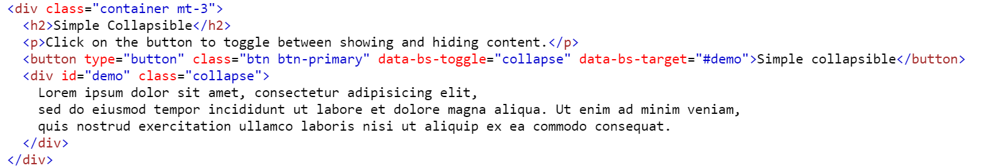 <div class="container mt-3">
  <h2>Simple Collapsible</h2>
  <p>Click on the button to toggle between showing and hiding content.</p>
  <button type="button" class="btn btn-primary" data-bs-toggle="collapse" data-bs-target="#demo">Simple collapsible</button>
  <div id="demo" class="collapse">
    Lorem ipsum dolor sit amet, consectetur adipisicing elit,
    sed do eiusmod tempor incididunt ut labore et dolore magna aliqua. Ut enim ad minim veniam,
    quis nostrud exercitation ullamco laboris nisi ut aliquip ex ea commodo consequat.
  </div>
</div>